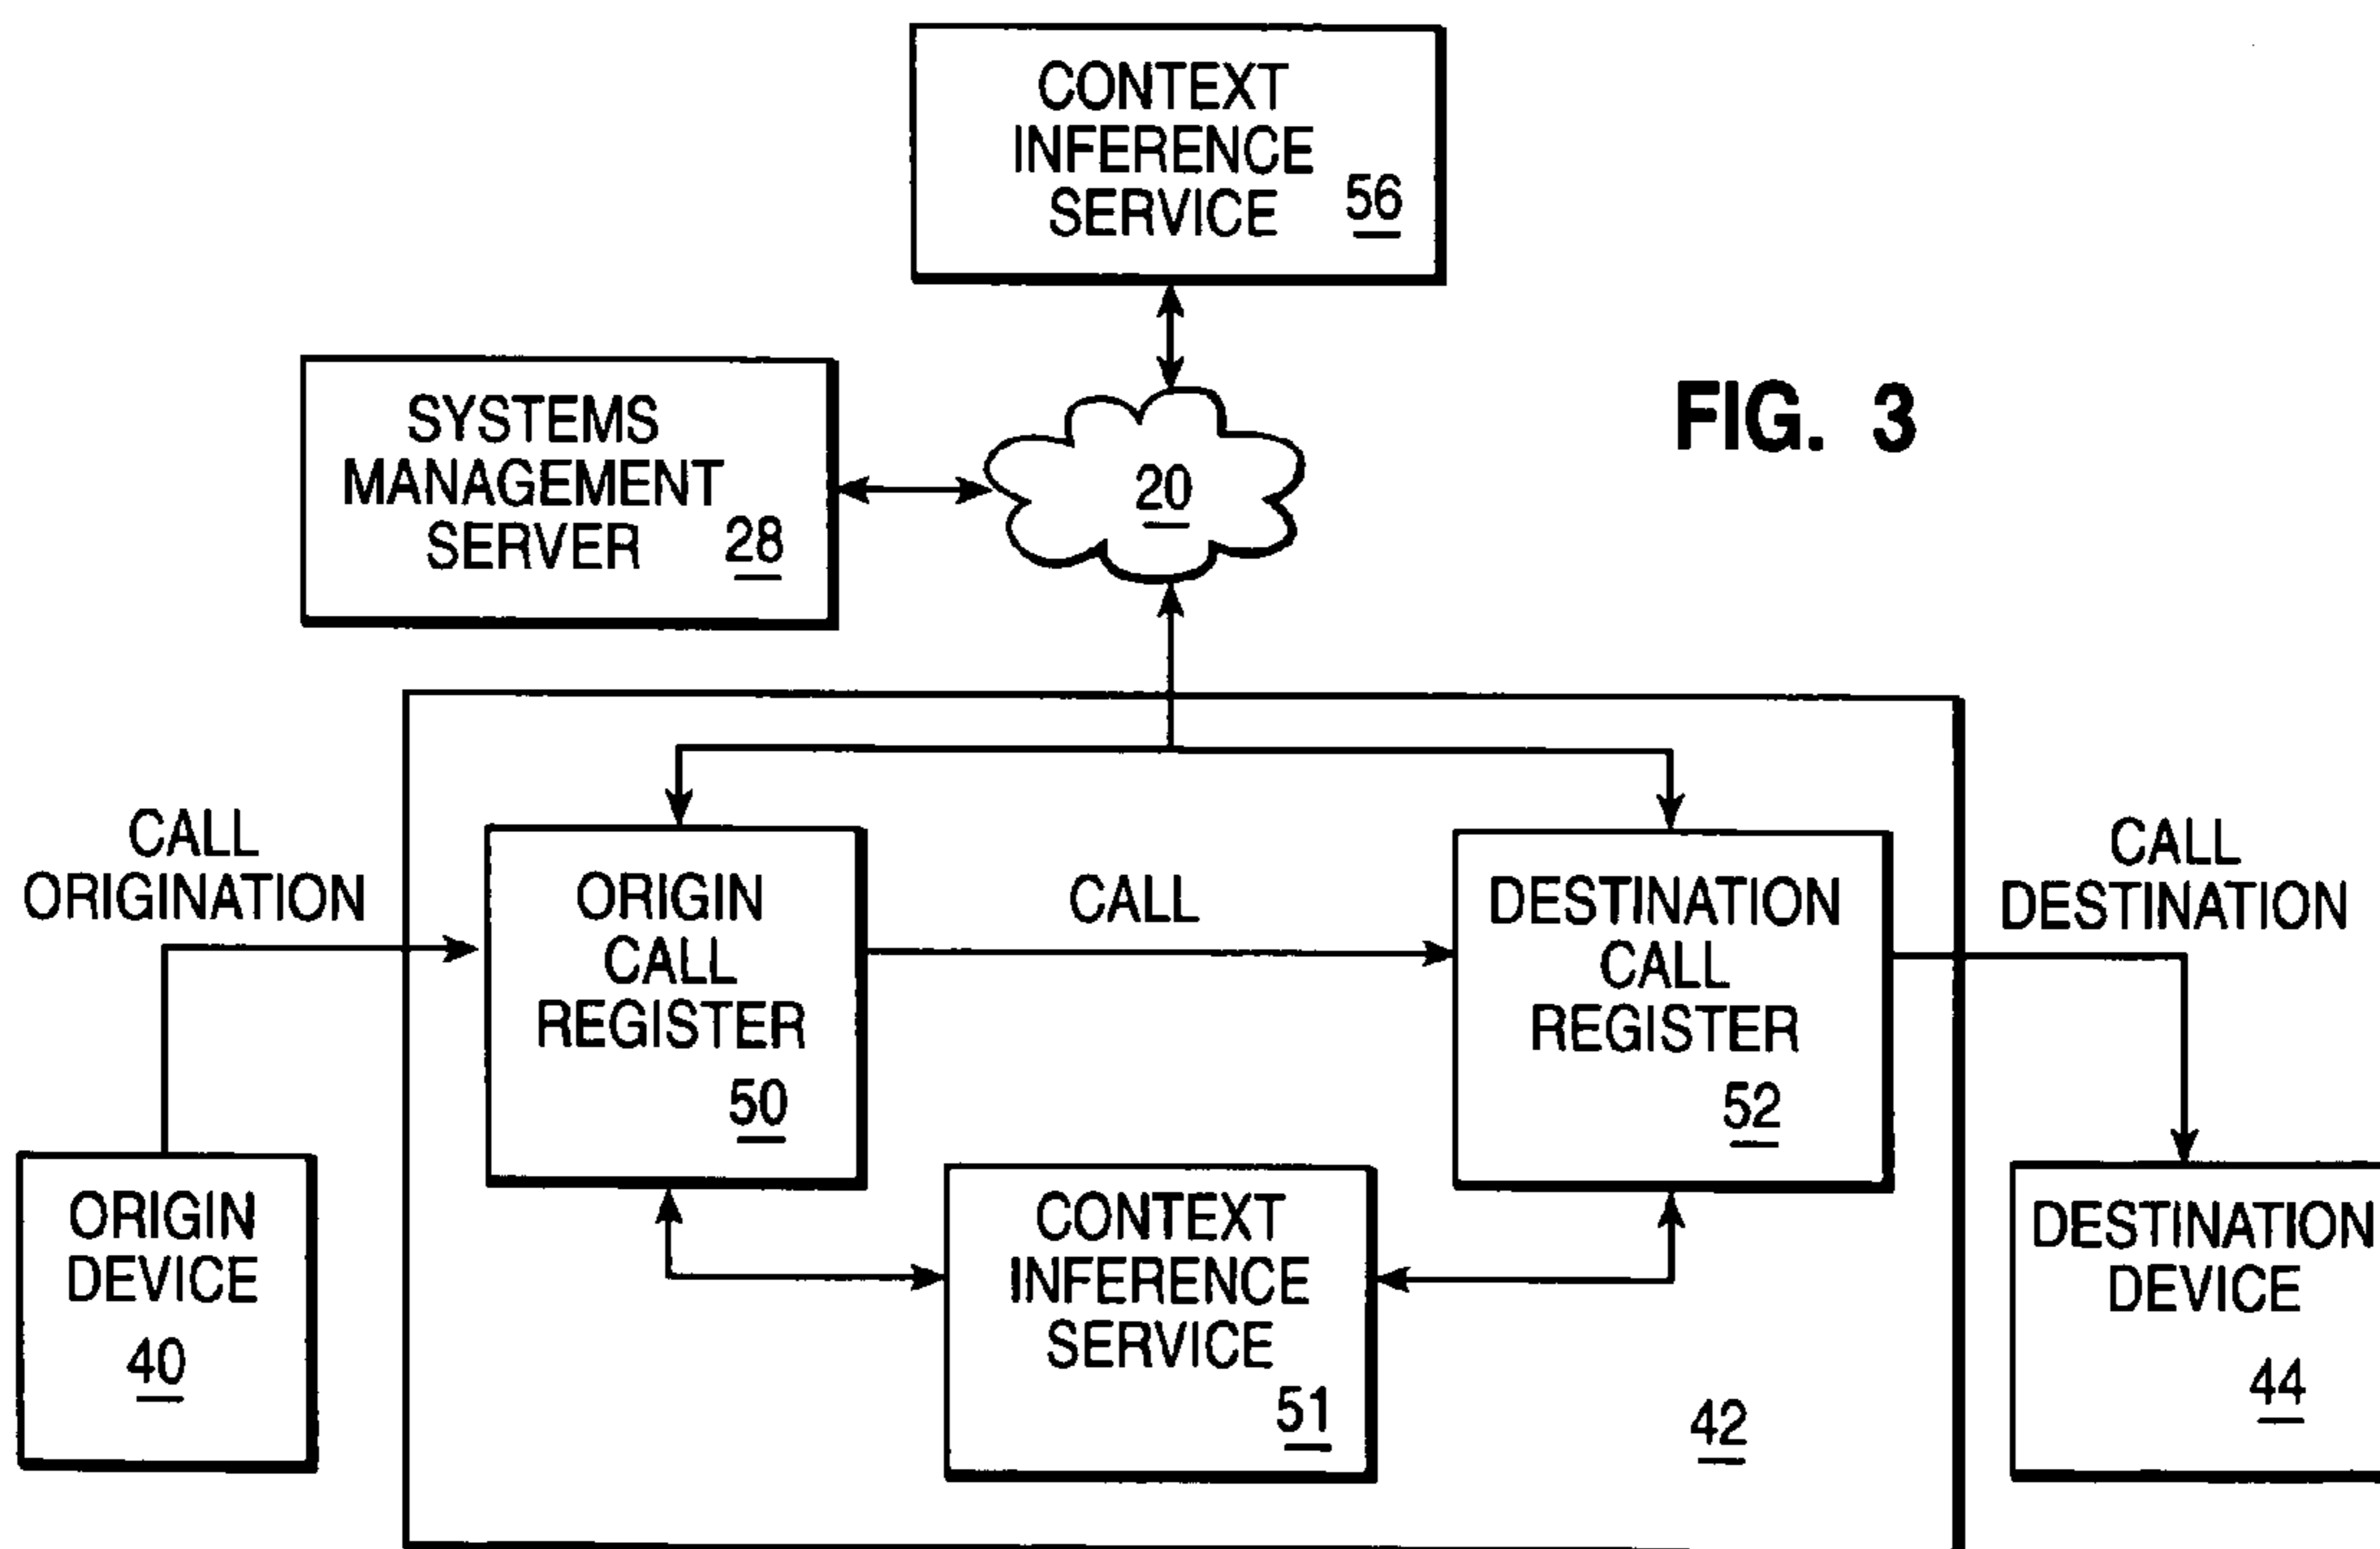 CONTEXT
INFERENCE
SERVICE 56
SYSTEMS
MANAGEMENT
SERVER 28
20
FIG. 3
CALL
ORIGINATION
ORIGIN
CALL
REGISTER
50
CALL
DESTINATION
CALL
REGISTER
52
CALL
DESTINATION
ORIGIN
DEVICE
40
CONTEXT
INFERENCE
SERVICE
51
42
DESTINATION
DEVICE
44